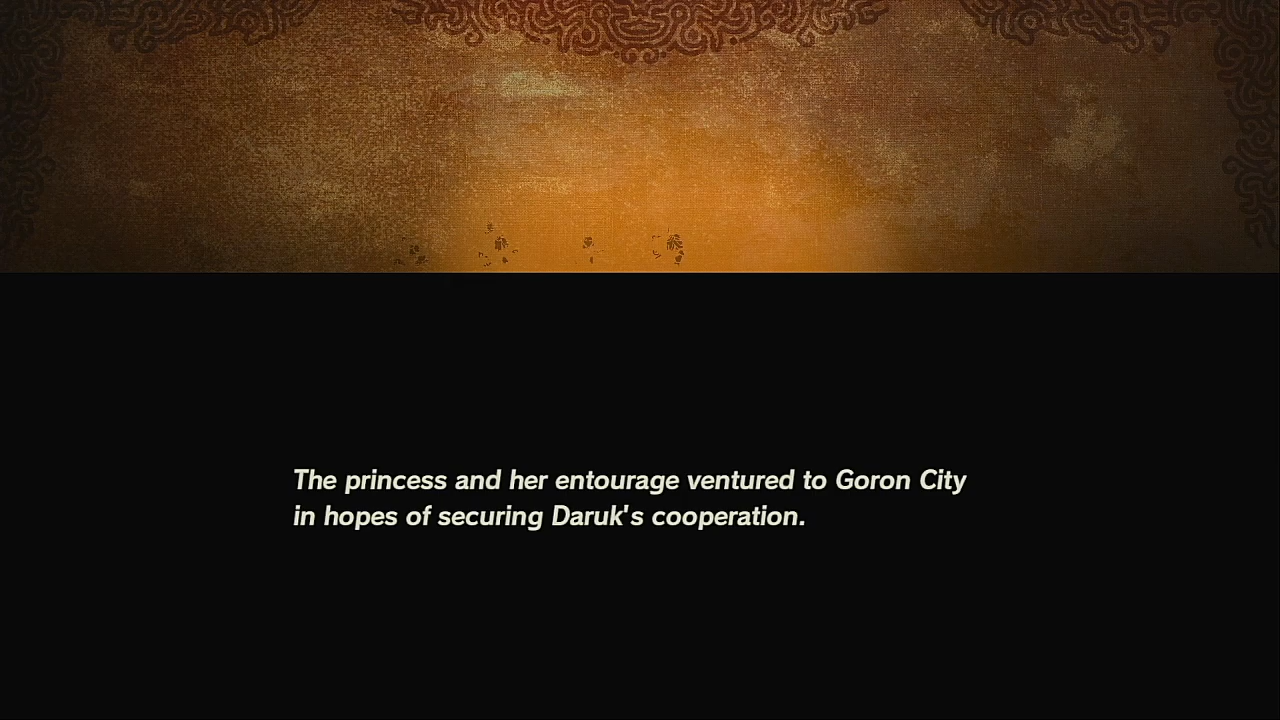 The princess and her entourage ventured to Goron City
in hopes of securing Daruk's cooperation.